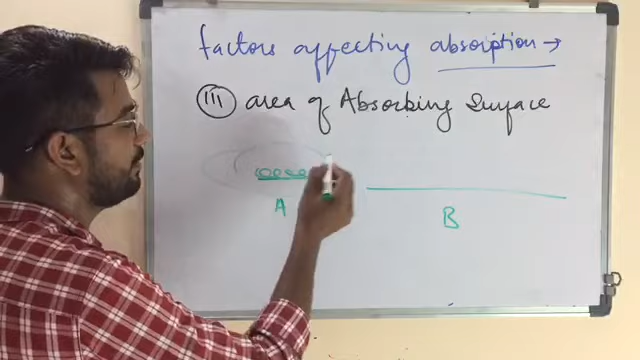 factors affecting absorption →
(III) area of Absorbing Surface
A
B